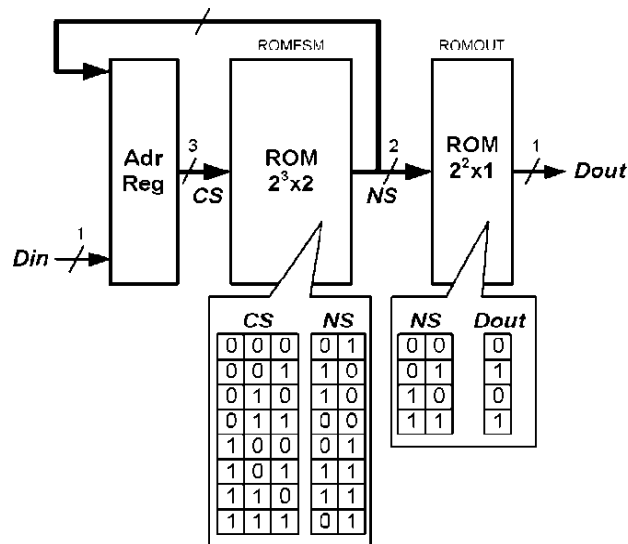 ROMFSM
ROMOUT
Adr
Reg
3
CS
ROM
2³x2
2
NS
ROM
2²x1
1
Dout
Din
1
CS NS
0 0 0 0 1
0 0 1 1 0
0 1 0 1 0
0 1 1 0 0
1 0 0 0 1
1 0 1 1 1
1 1 0 1 1
1 1 1 0 1
NS Dout
0 0 0
0 1 1
1 0 0
1 1 1